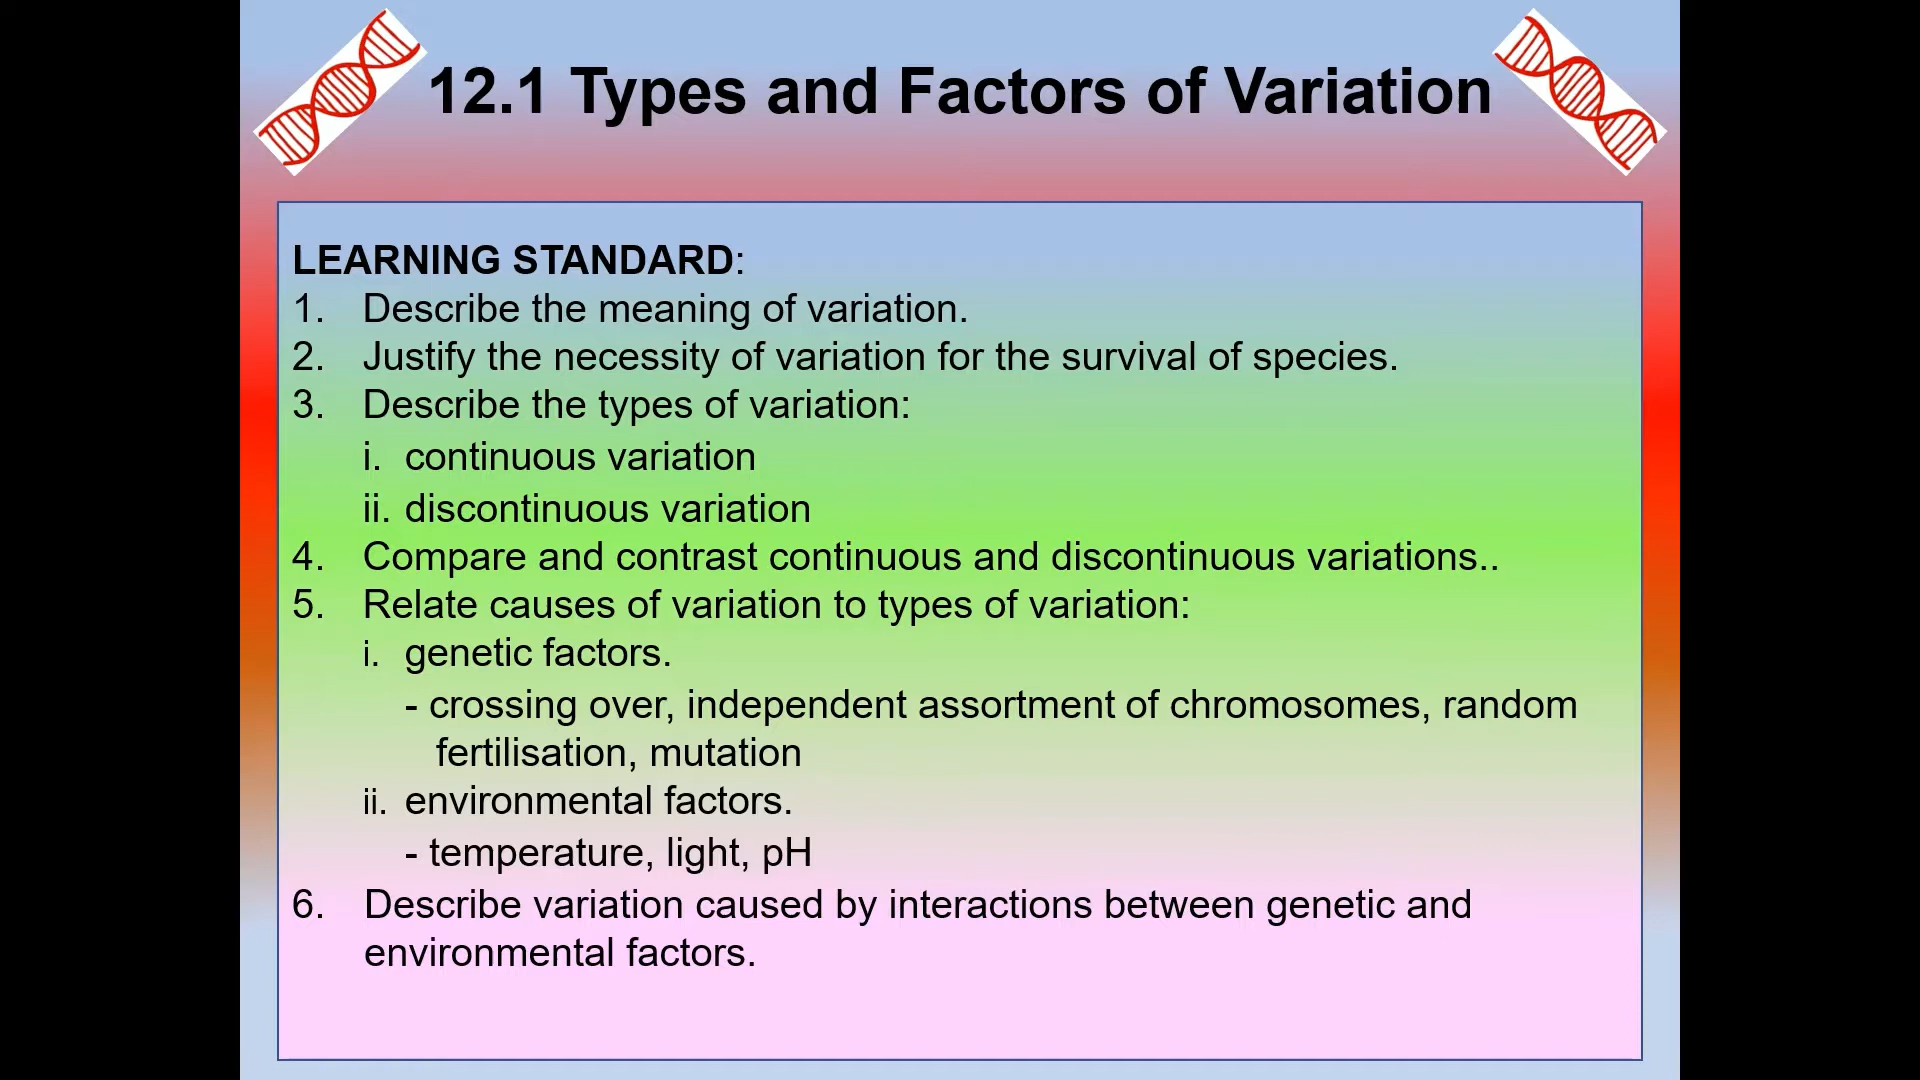 12.1 Types and Factors of Variation
LEARNING STANDARD:
1. Describe the meaning of variation.
2. Justify the necessity of variation for the survival of species.
3. Describe the types of variation:
i. continuous variation
ii. discontinuous variation
4. Compare and contrast continuous and discontinuous variations..
5. Relate causes of variation to types of variation:
i. genetic factors.
- crossing over, independent assortment of chromosomes, random
fertilisation, mutation
ii. environmental factors.
- temperature, light, pH
6. Describe variation caused by interactions between genetic and
environmental factors.